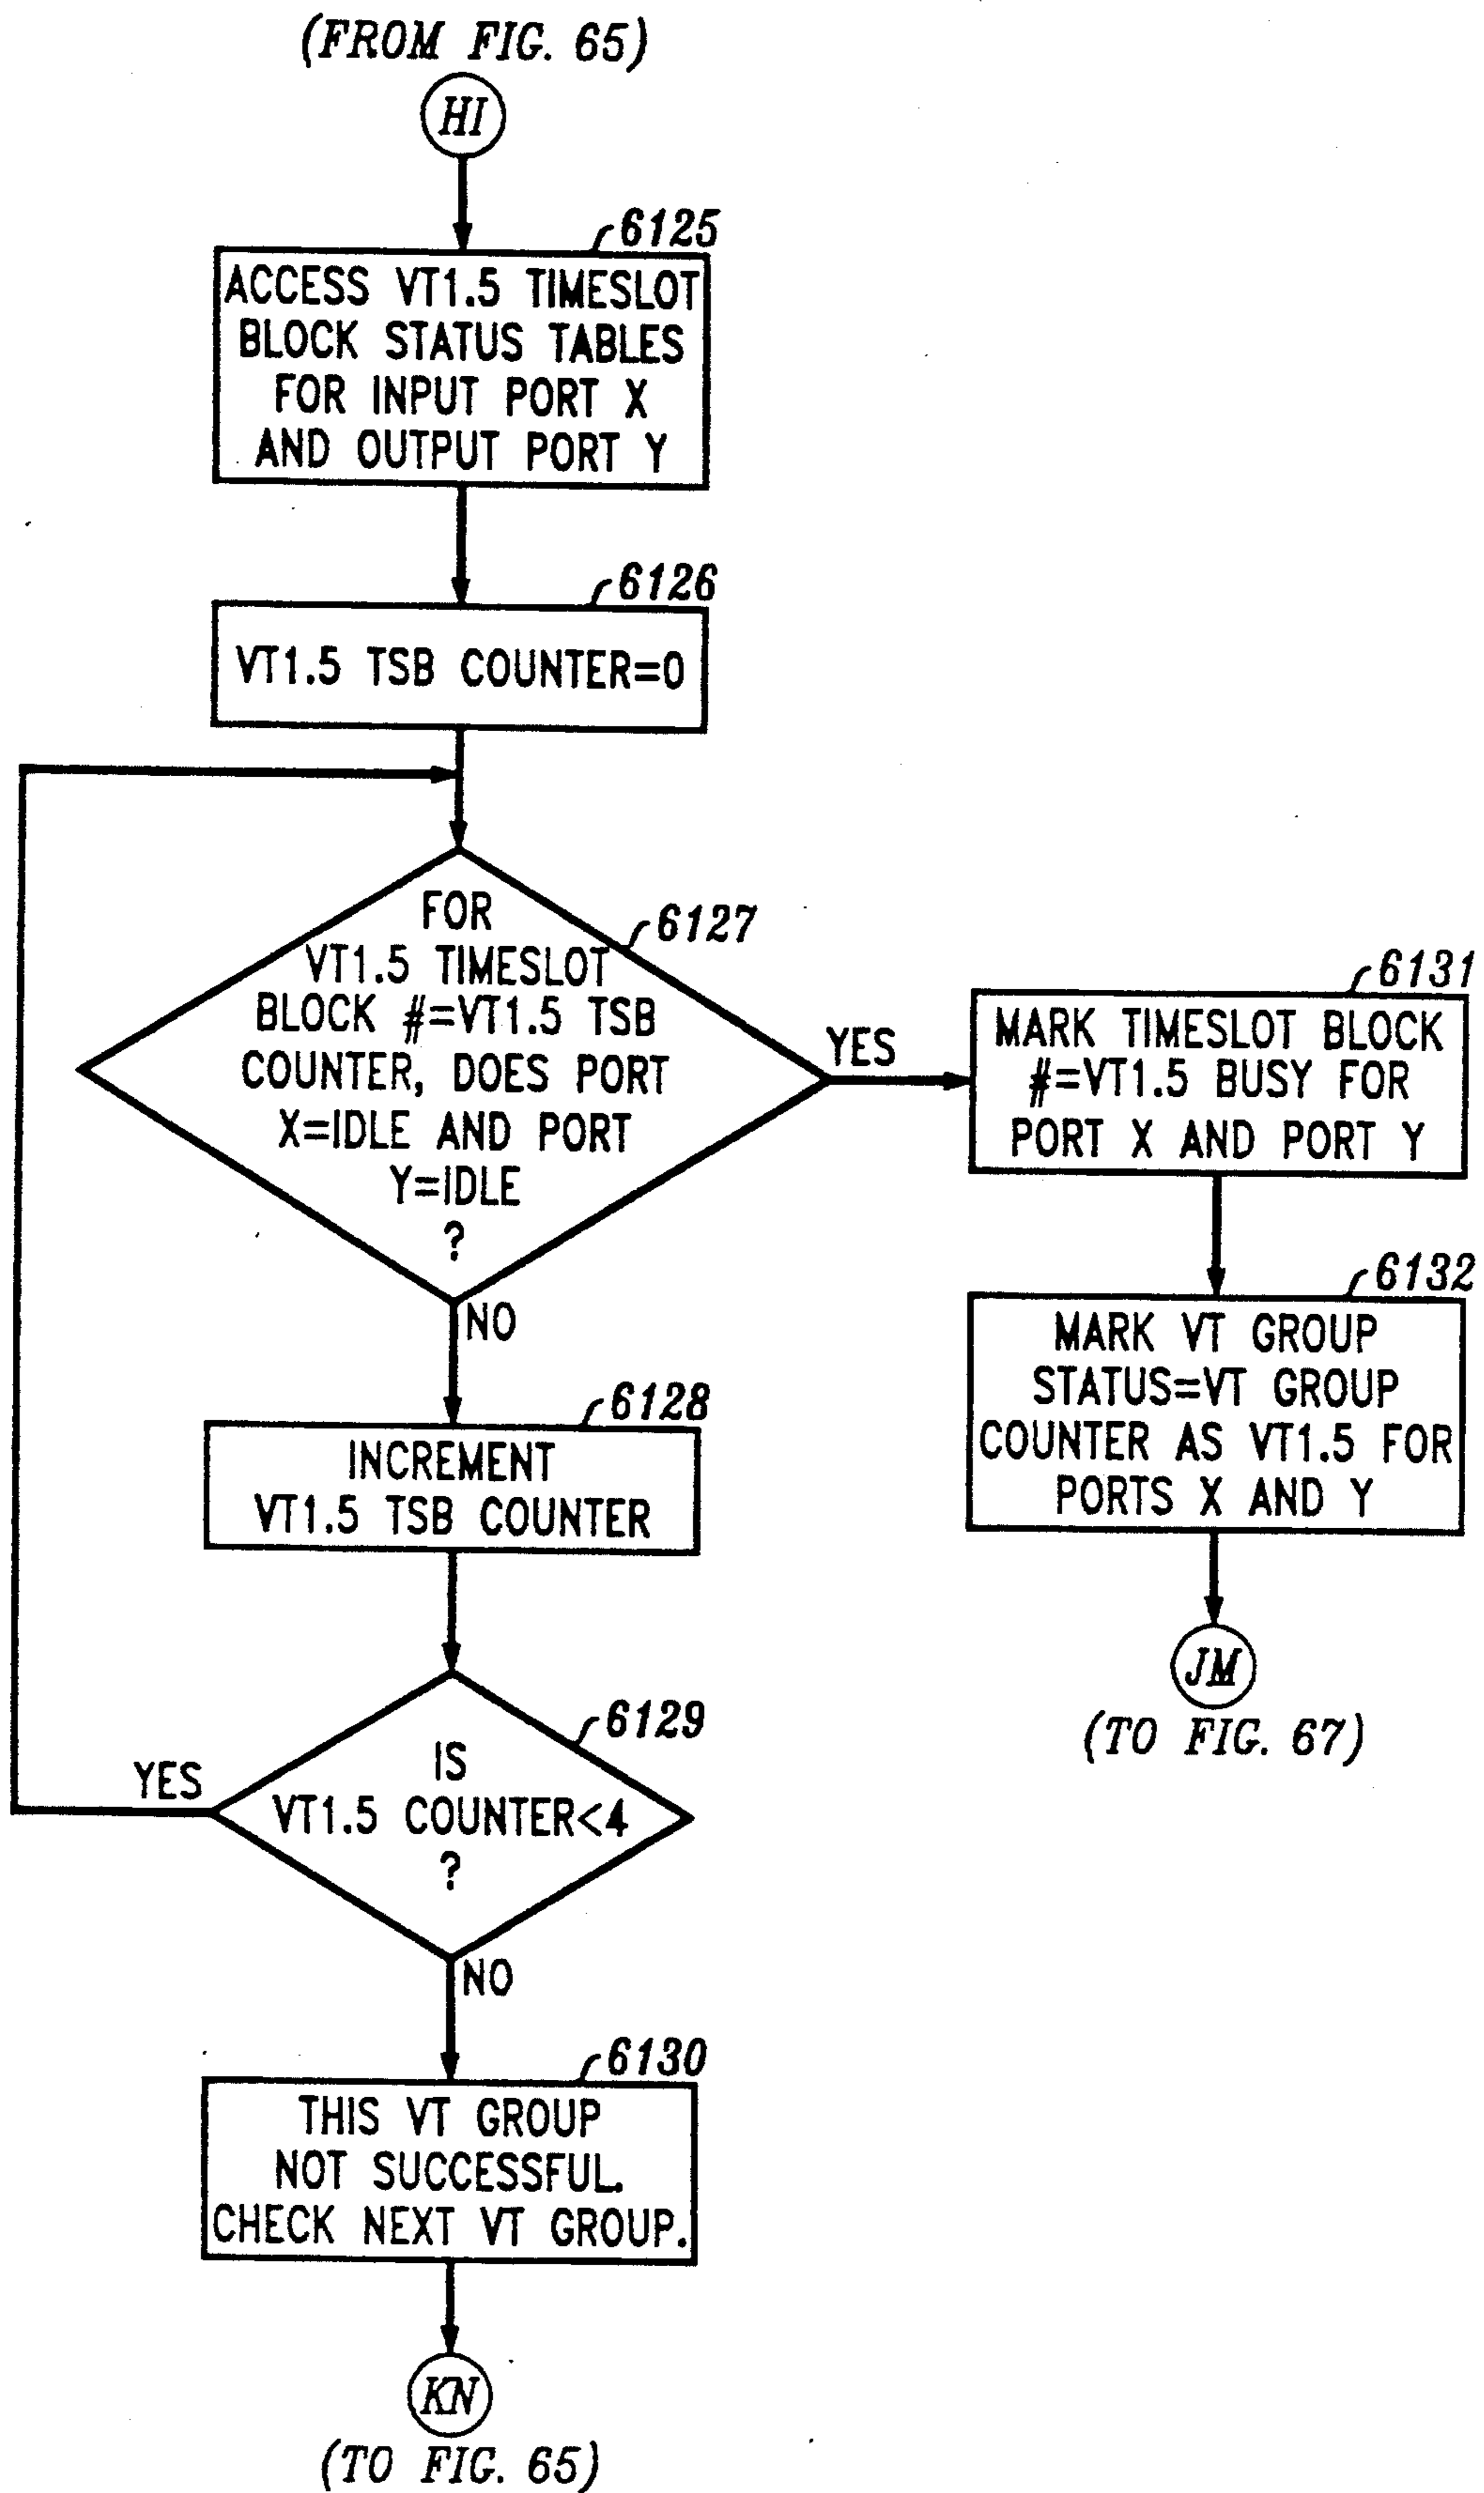 (FROM FIG. 65)
HI
6125
ACCESS VT1.5 TIMESLOT
BLOCK STATUS TABLES
FOR INPUT PORT X
AND OUTPUT PORT Y
6126
VT1.5 TSB COUNTER=0
FOR
VT1.5 TIMESLOT
BLOCK #=VT1.5 TSB
COUNTER, DOES PORT
X=IDLE AND PORT
Y=IDLE
?
6127
YES
6131
MARK TIMESLOT BLOCK
#=VT1.5 BUSY FOR
PORT X AND PORT Y
6132
MARK VT GROUP
STATUS=VT GROUP
COUNTER AS VT1.5 FOR
PORTS X AND Y
JM
(TO FIG. 67)
NO
6128
INCREMENT
VT1.5 TSB COUNTER
6129
IS
VT1.5 COUNTER<4
?
YES
NO
6130
THIS VT GROUP
NOT SUCCESSFUL.
CHECK NEXT VT GROUP.
KN
(TO FIG. 65)